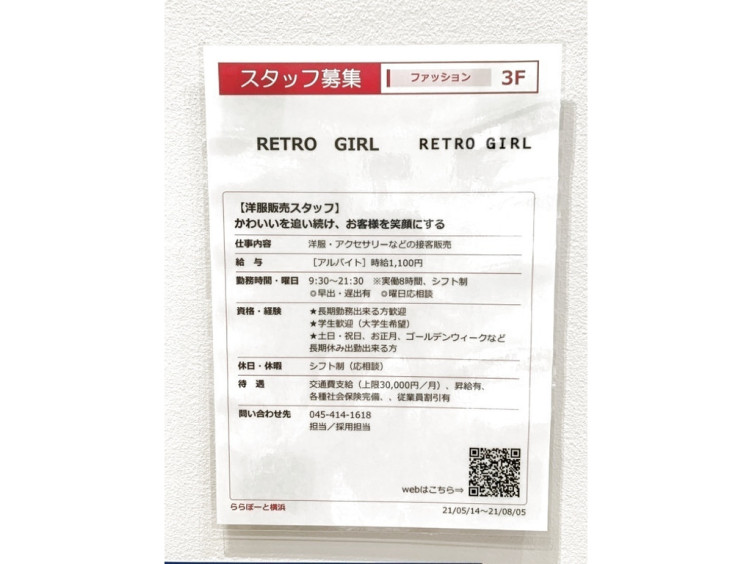 スタッフ募集 ファッション 3F
RETRO GIRL RETRO GIRL
【洋服販売スタッフ】
かわいいを追い続け、お客様を笑顔にする
仕事内容 洋服・アクセサリーなどの接客販売
給 与 ［アルバイト］時給1,100円
勤務時間・曜日 9:30～21:30 ※実働8時間、シフト制
◎早出・遅出有 ◎曜日応相談
資格・経験 ★長期勤務出来る方歓迎
★学生歓迎（大学生希望）
★土日・祝日、お正月、ゴールデンウィークなど
長期休み出勤出来る方
休日・休暇 シフト制（応相談）
待 遇 交通費支給（上限30,000円／月）、昇給有、
各種社会保険完備、、従業員割引有
問い合わせ先 045-414-1618
担当／採用担当
webはこちら⇒
ららぽーと横浜 21/05/14～21/08/05